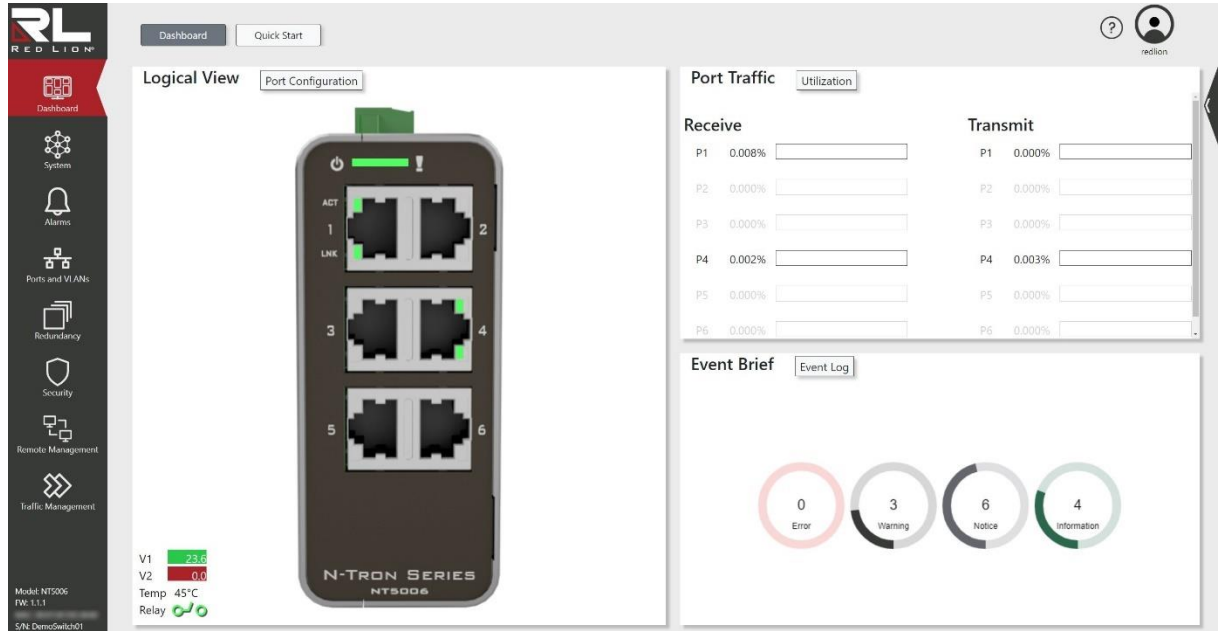 RL
RED LION®
Dashboard
Quick Start
?
redlion
Dashboard
System
Alarms
Ports and VLANs
Redundancy
Security
Remote Management
Traffic Management
Model: NT5006
FW: 1.1.1
S/N: DemoSwitch01
Logical View
Port Configuration
ACT
1
2
LNK
3
4
5
6
N-TRON SERIES
NT5006
V1 23.6
V2 0.0
Temp 45°C
Relay
Port Traffic
Utilization
Receive
P1 0.008%
P2 0.000%
P3 0.000%
P4 0.002%
P5 0.000%
P6 0.000%
Transmit
P1 0.000%
P2 0.000%
P3 0.000%
P4 0.003%
P5 0.000%
P6 0.000%
Event Brief
Event Log
0
Error
3
Warning
6
Notice
4
Information